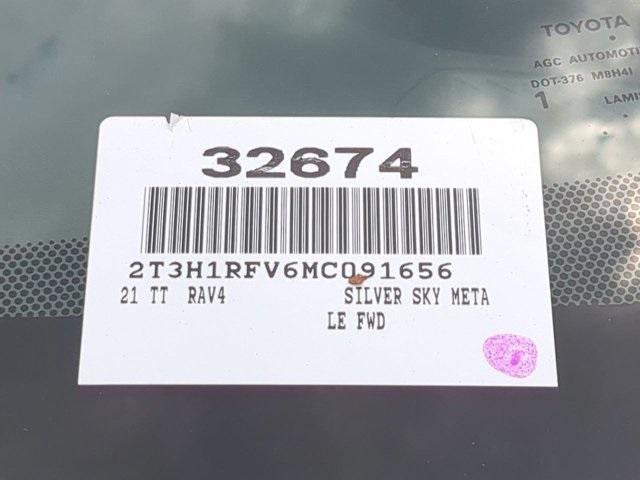 TOYOTA
AGC AUTOMOTI
DOT-376 M8H4I
1 LAMI
32674
2T3H1RFV6MC091656
21 TT RAV4 SILVER SKY META
LE FWD